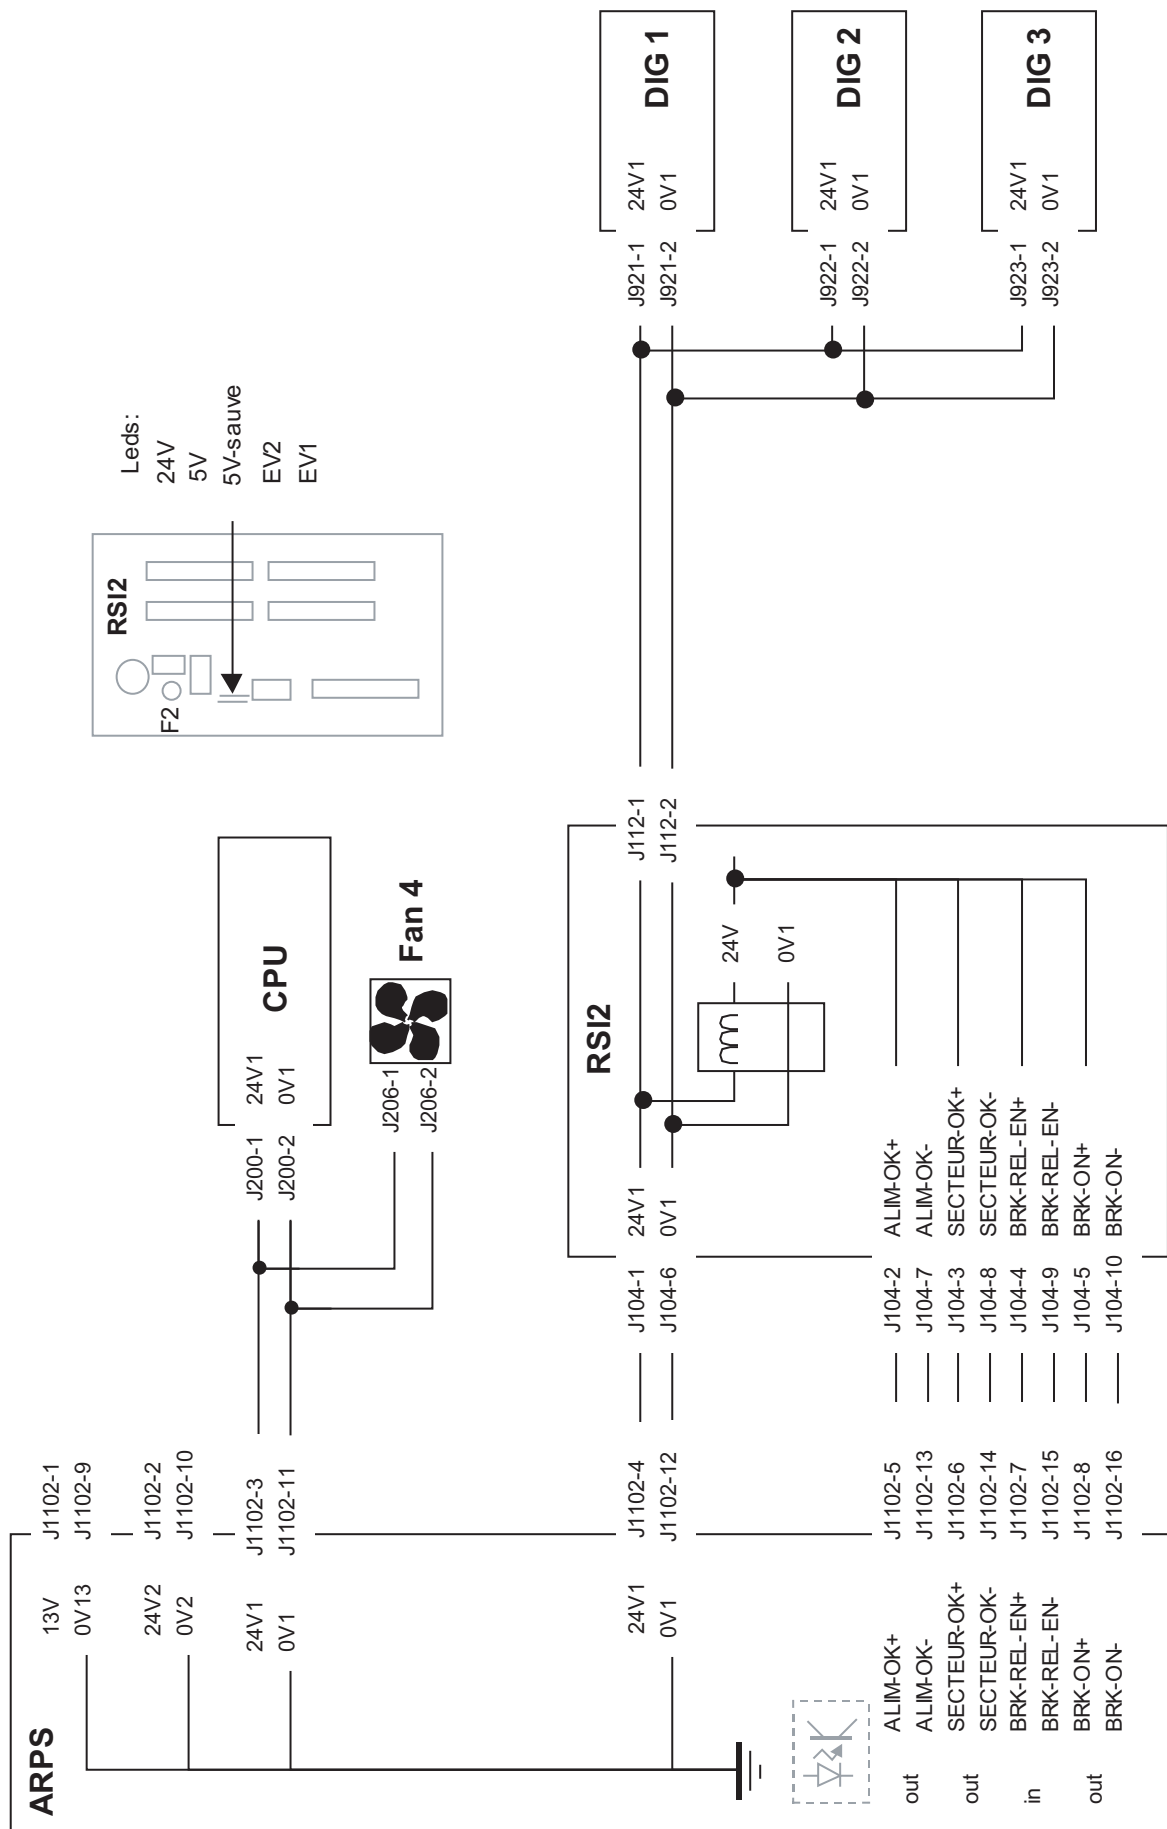 ARPS
13V
0V13
24V2
0V2
24V1
0V1
24V1
0V1
J1102-1
J1102-9
J1102-2
J1102-10
J1102-3
J1102-11
J1102-4
J1102-12
out
out
in
out
ALIM-OK+
ALIM-OK-
SECTEUR-OK+
SECTEUR-OK-
BRK-REL-EN+
BRK-REL-EN-
BRK-ON+
BRK-ON-
J1102-5
J1102-13
J1102-6
J1102-14
J1102-7
J1102-15
J1102-8
J1102-16
J104-1
J104-6
J104-2
J104-7
J104-3
J104-8
J104-4
J104-9
J104-5
J104-10
RSI2
24V1
0V1
24V
0V1
ALIM-OK+
ALIM-OK-
SECTEUR-OK+
SECTEUR-OK-
BRK-REL-EN+
BRK-REL-EN-
BRK-ON+
BRK-ON-
J112-1
J112-2
J200-1
J200-2
24V1
0V1
CPU
J206-1
J206-2
Fan 4
RSI2
F2
Leds:
24V
5V
5V-sauve
EV2
EV1
J921-1
J921-2
24V1
0V1
DIG 1
J922-1
J922-2
24V1
0V1
DIG 2
J923-1
J923-2
24V1
0V1
DIG 3